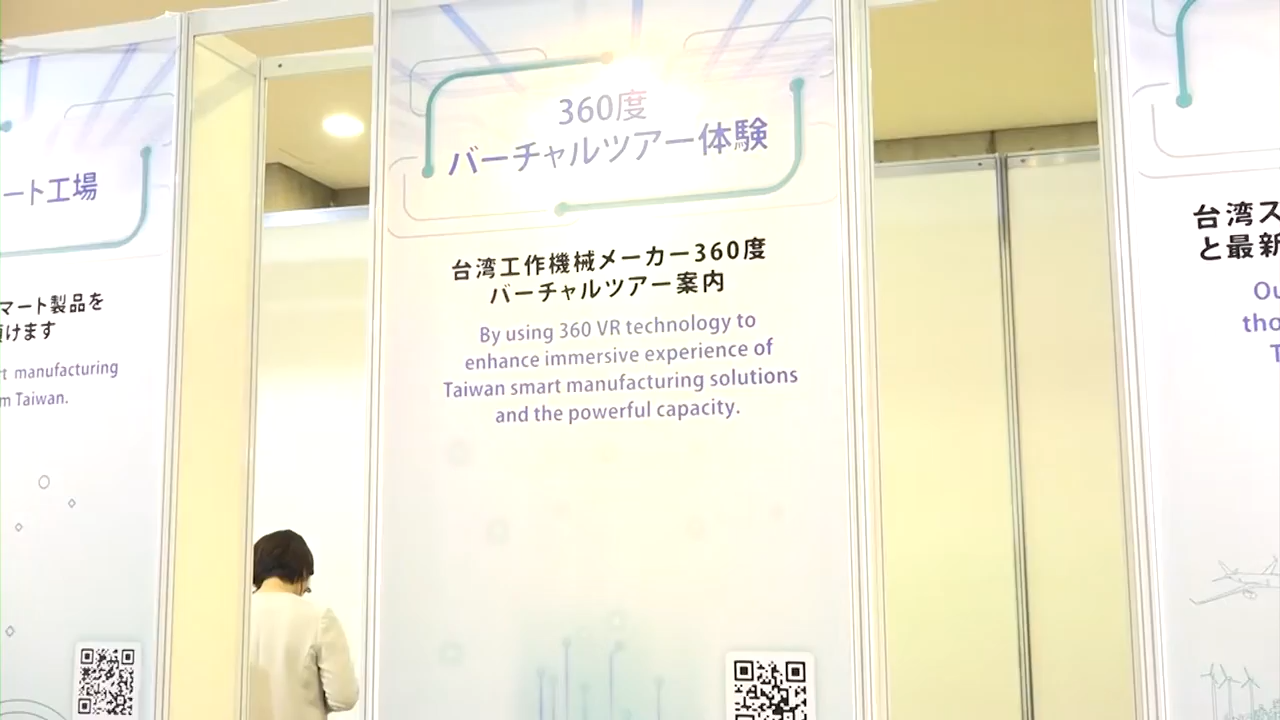 ート工場
マート製品を
けます
manufacturing
Taiwan.
360度
バーチャルツアー体験
台湾工作機械メーカー360度
バーチャルツアー案内
By using 360 VR technology to
enhance immersive experience of
Taiwan smart manufacturing solutions
and the powerful capacity.
台湾ス
と最新